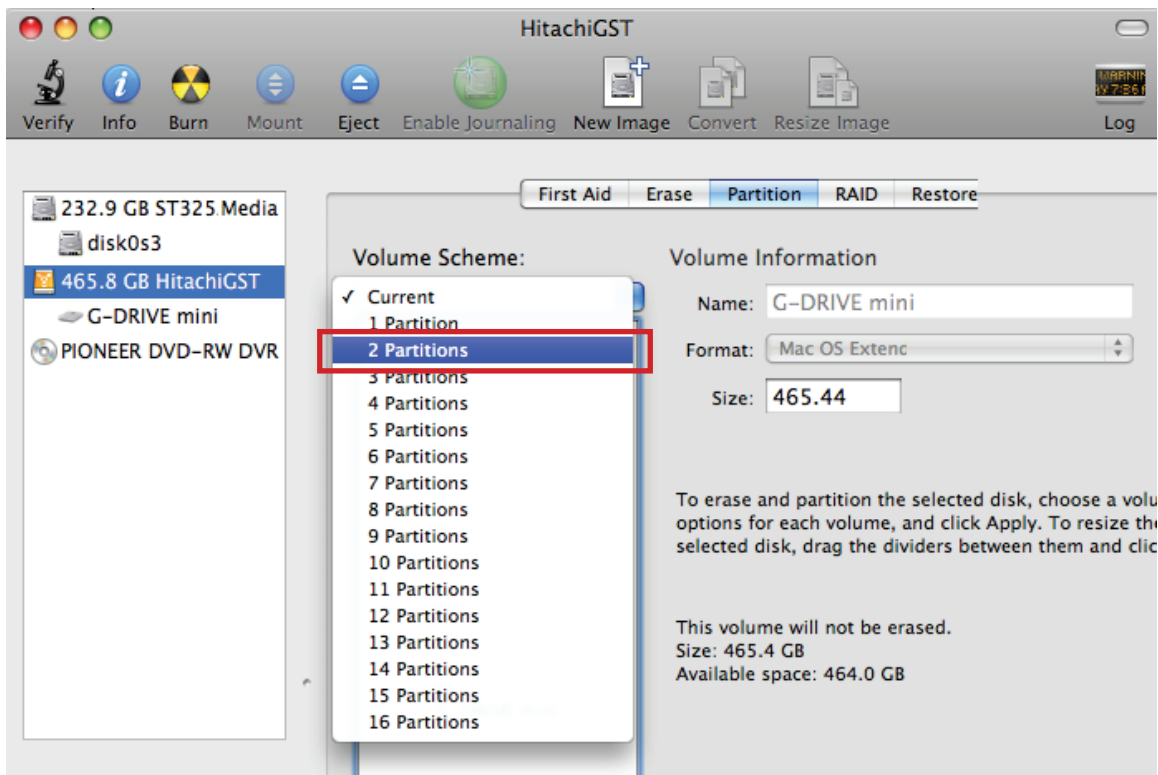 HitachiGST
Verify Info Burn Mount Eject Enable Journaling New Image Convert Resize Image Log
First Aid Erase Partition RAID Restore
232.9 GB ST325 Media
disk0s3
465.8 GB HitachiGST
G-DRIVE mini
PIONEER DVD-RW DVR
Volume Scheme:
✓ Current
1 Partition
2 Partitions
3 Partitions
4 Partitions
5 Partitions
6 Partitions
7 Partitions
8 Partitions
9 Partitions
10 Partitions
11 Partitions
12 Partitions
13 Partitions
14 Partitions
15 Partitions
16 Partitions
Volume Information
Name: G-DRIVE mini
Format: Mac OS Extend
Size: 465.44
To erase and partition the selected disk, choose a volu
options for each volume, and click Apply. To resize the
selected disk, drag the dividers between them and clic
This volume will not be erased.
Size: 465.4 GB
Available space: 464.0 GB